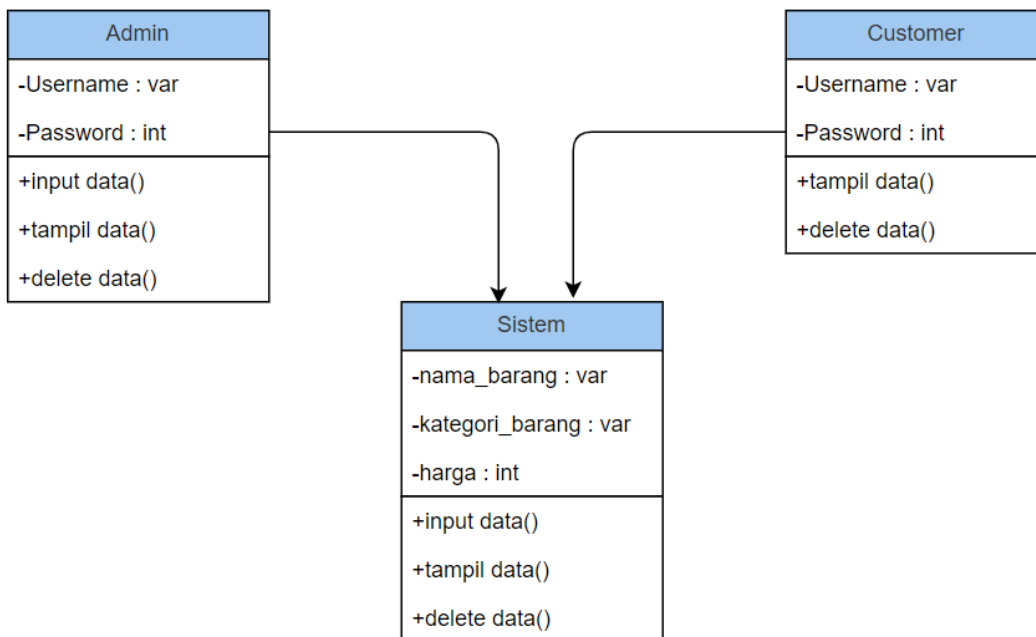 Admin
-Username : var
-Password : int
+input data()
+tampil data()
+delete data()
Customer
-Username : var
-Password : int
+tampil data()
+delete data()
Sistem
-nama_barang : var
-kategori_barang : var
-harga : int
+input data()
+tampil data()
+delete data()